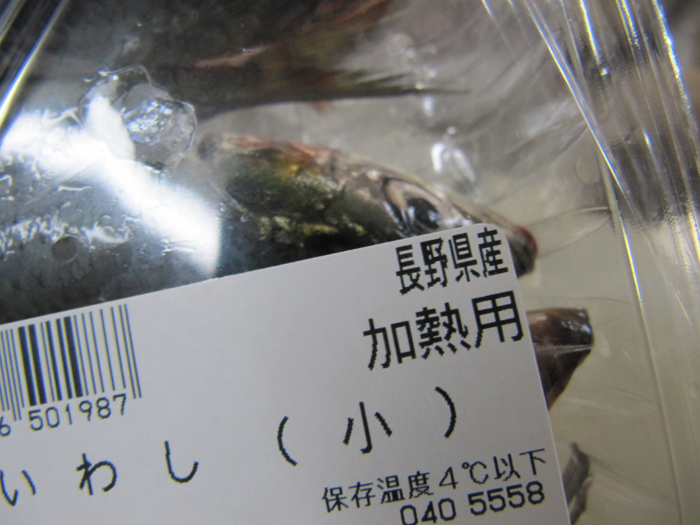 長野県産
加熱用
6 501987
いわし（小）
保存温度4℃以下
040 5558